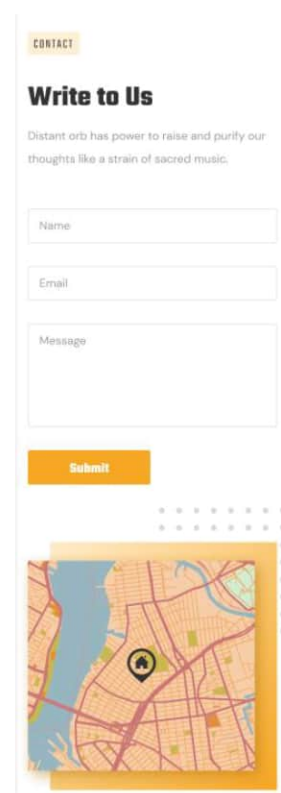 CONTACT
Write to Us
Distant orb has power to raise and purify our
thoughts like a strain of sacred music.
Name
Email
Message
Submit